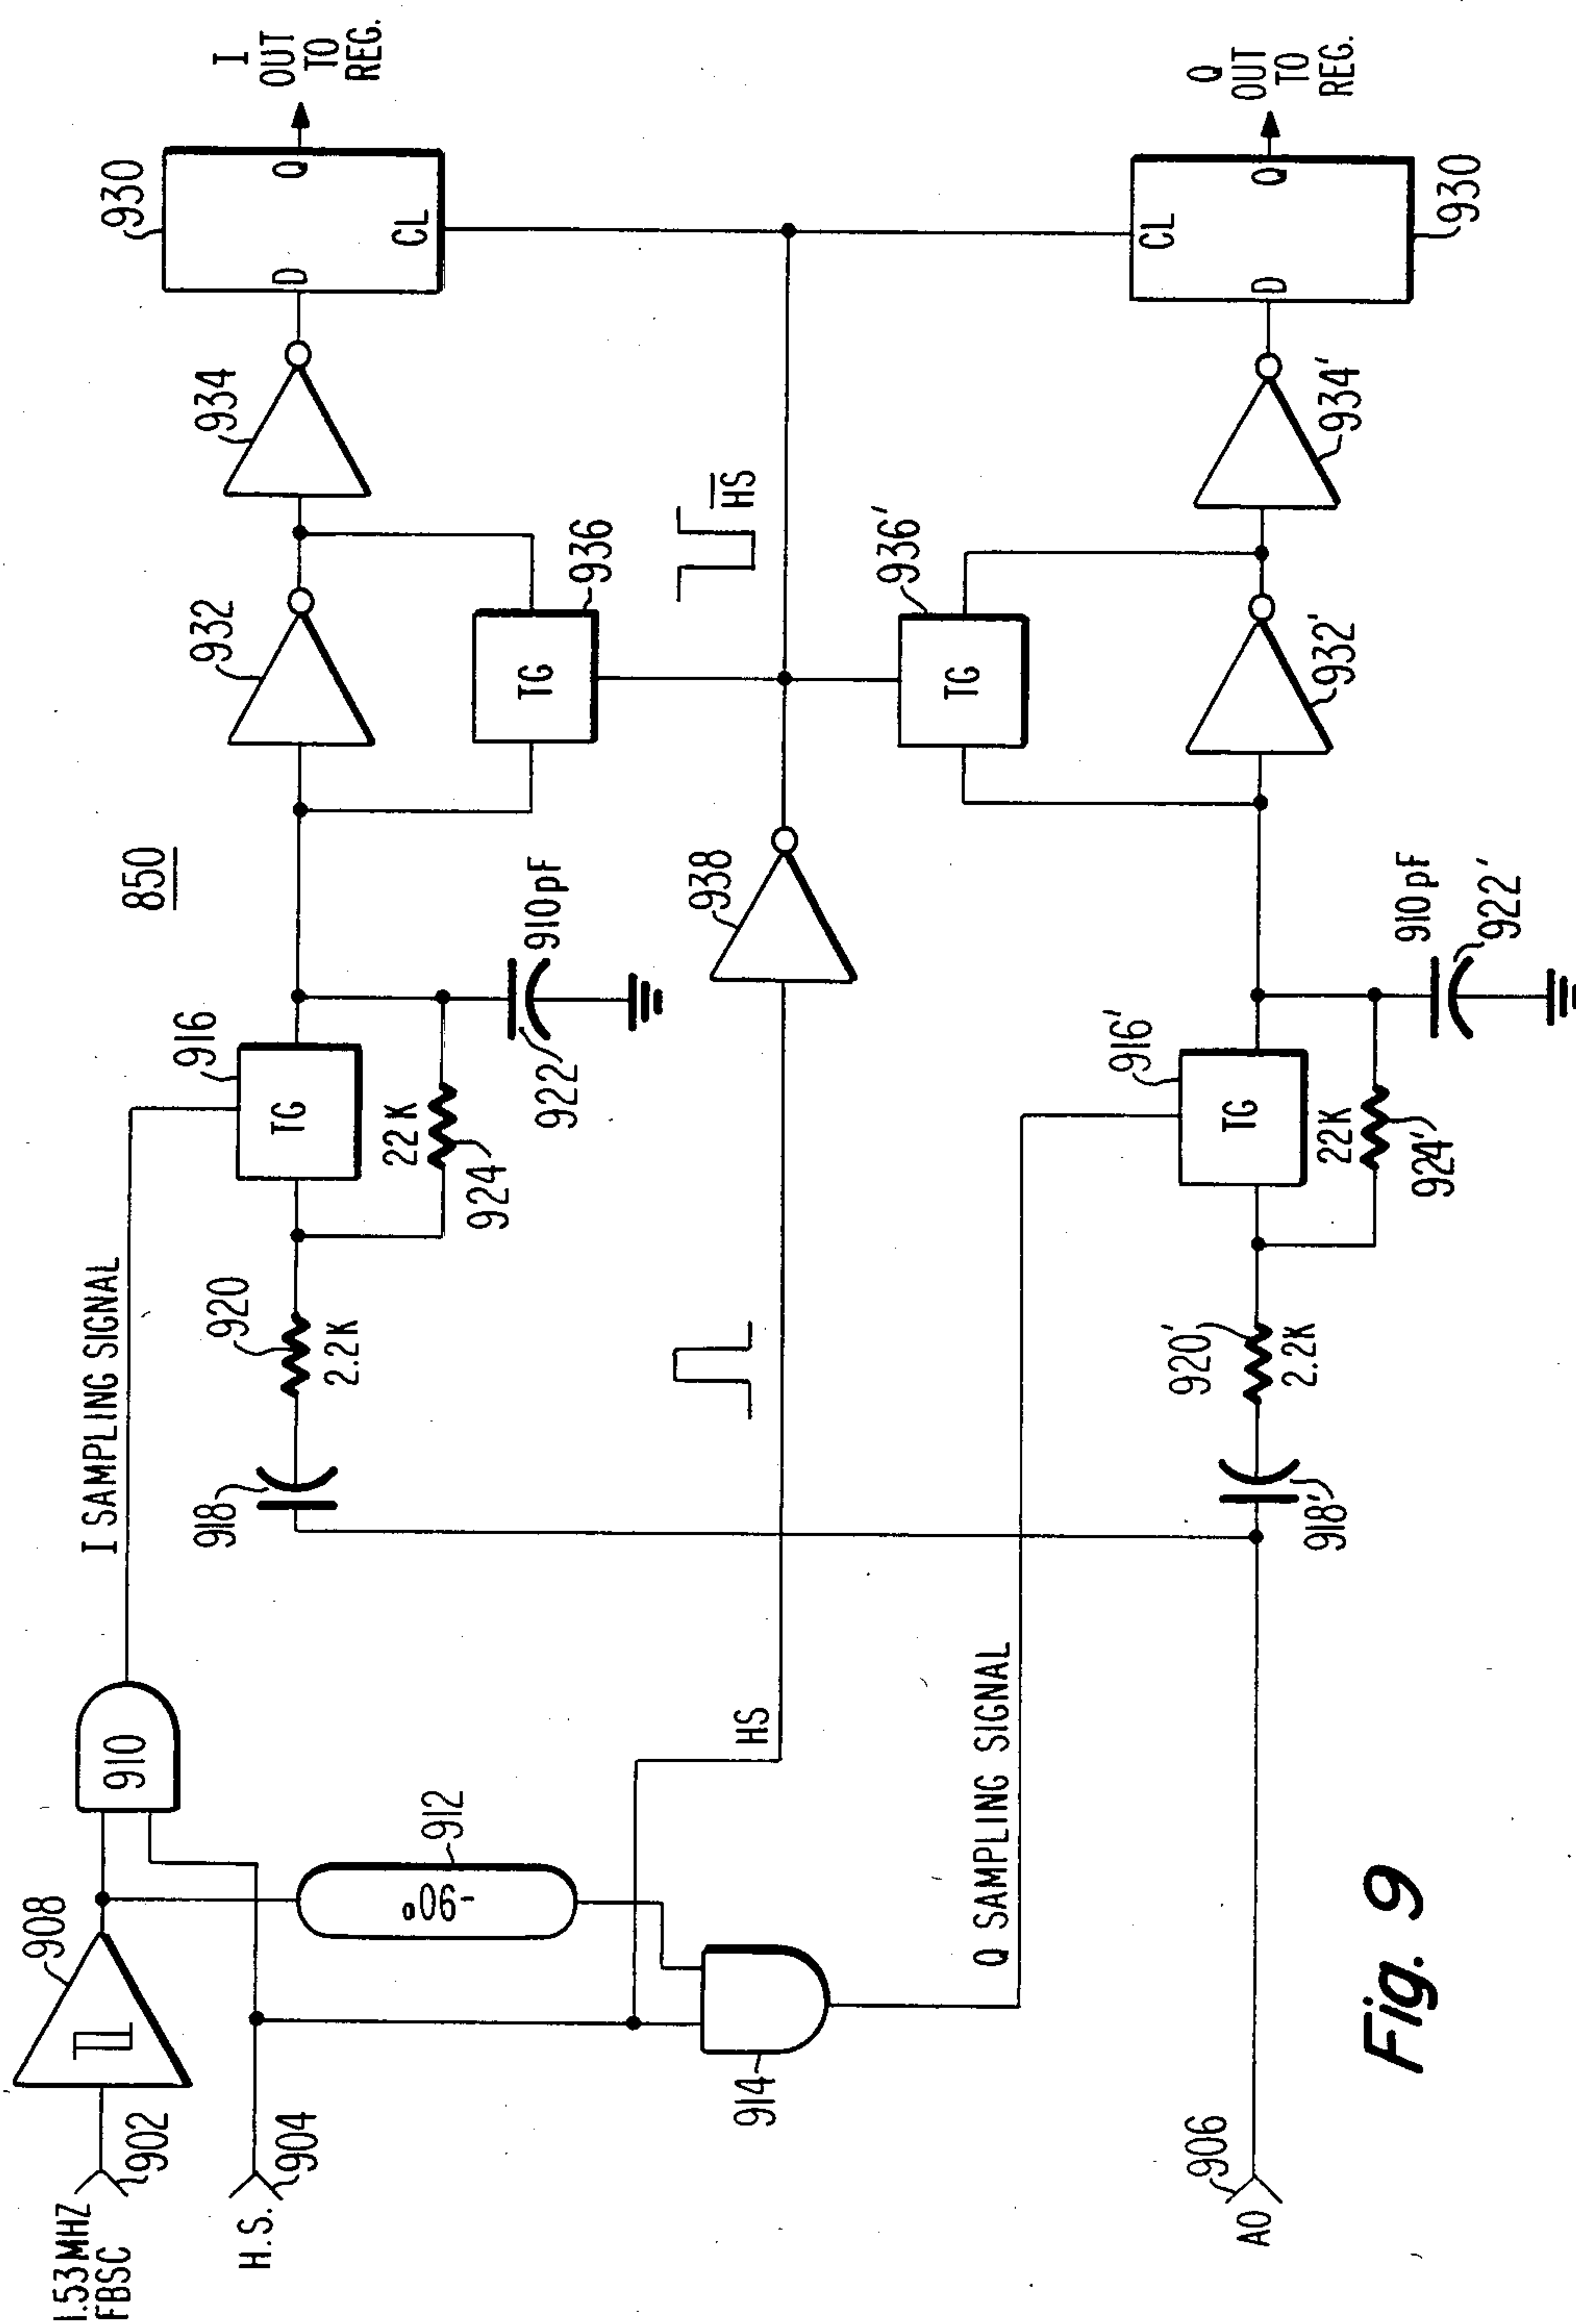 1.53MHZ
FBSC
902
908
910
I SAMPLING SIGNAL
H.S.
904
912
-90°
914
HS
Q SAMPLING SIGNAL
A0
906
918
920
2.2K
916
TG
22K
924
922
910pF
850
932
934
936
TG
930
D
Q
CL
I
OUT
TO
REG.
938
HS
918'
920'
2.2K
916'
TG
22K
924'
910pF
922'
936'
TG
932'
934'
930
D
Q
CL
Q
OUT
TO
REG.
Fig. 9